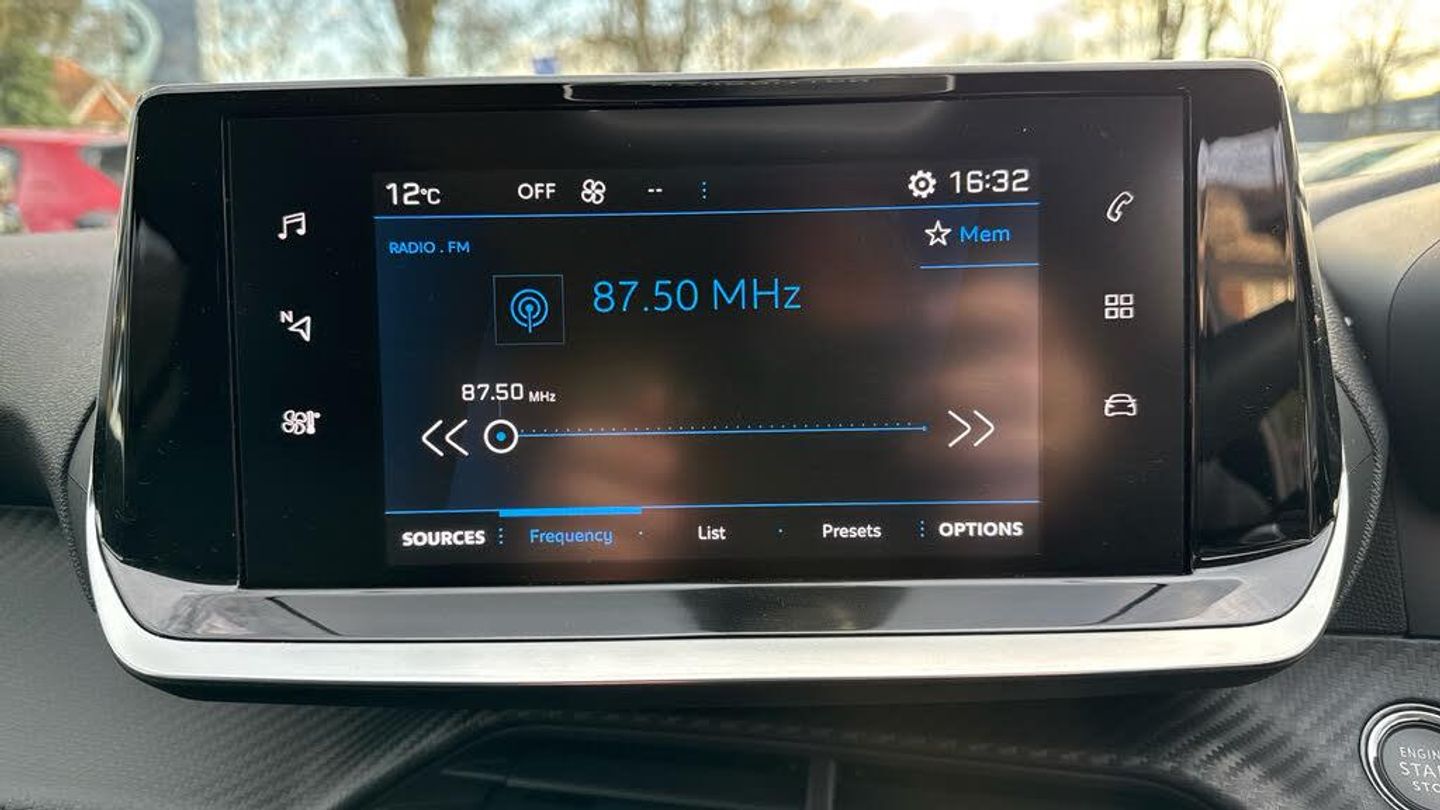 12°C OFF -- 16:32
RADIO . FM
Mem
87.50 MHz
87.50 MHz
N
SOURCES Frequency List Presets OPTIONS